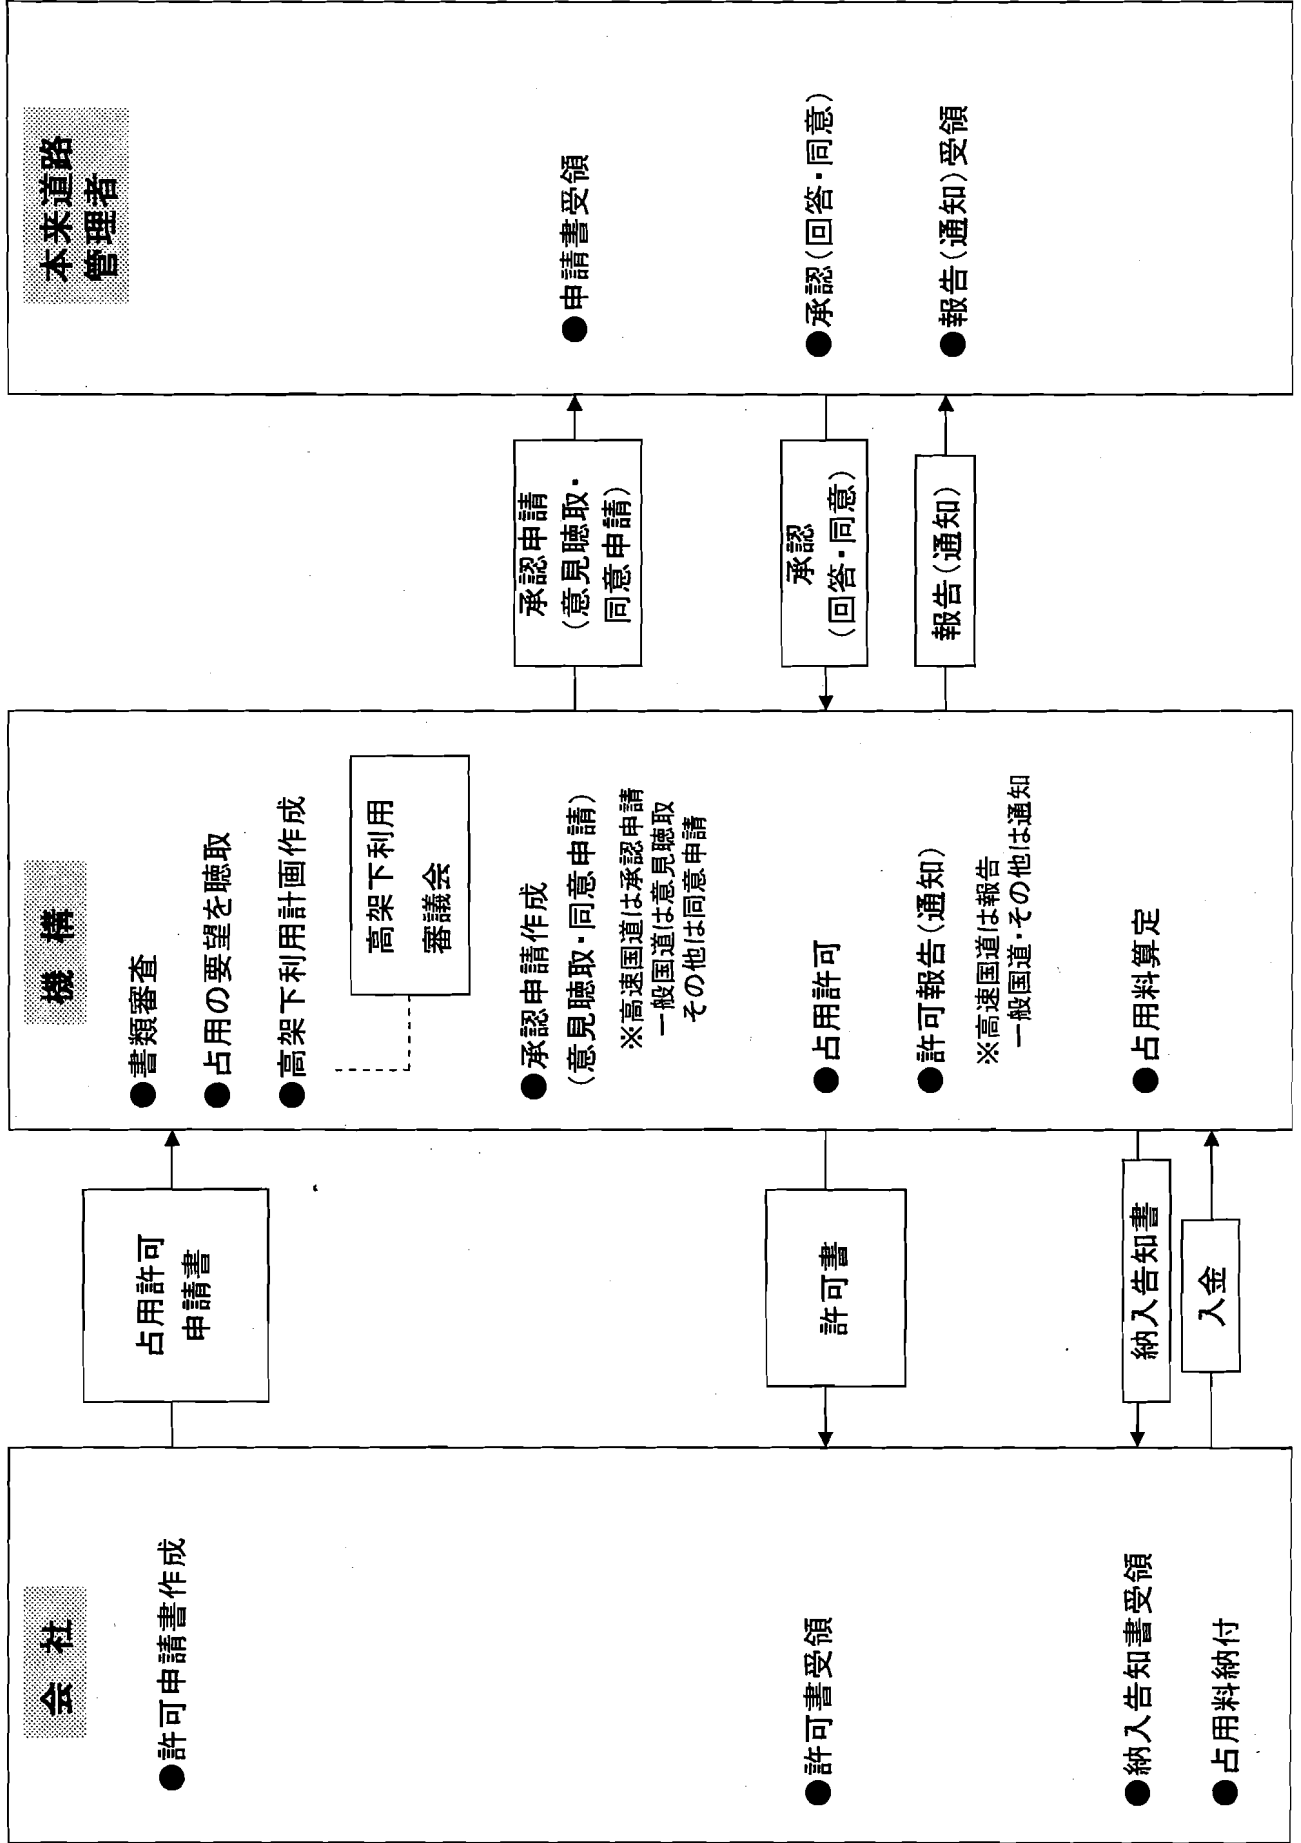 会 社
●許可申請書作成
●許可書受領
●納入告知書受領
●占用料納付
占用許可
申請書
許可書
納入告知書
入金
機 構
●書類審査
●占用の要望を聴取
●高架下利用計画作成
高架下利用
審議会
●承認申請作成
(意見聴取・同意申請)
※高速国道は承認申請
一般国道は意見聴取
その他は同意申請
●占用許可
●許可報告(通知)
※高速国道は報告
一般国道・その他は通知
●占用料算定
承認申請
(意見聴取・
同意申請)
承認
(回答・同意)
報告(通知)
本来道路
管理者
●申請書受領
●承認(回答・同意)
●報告(通知)受領